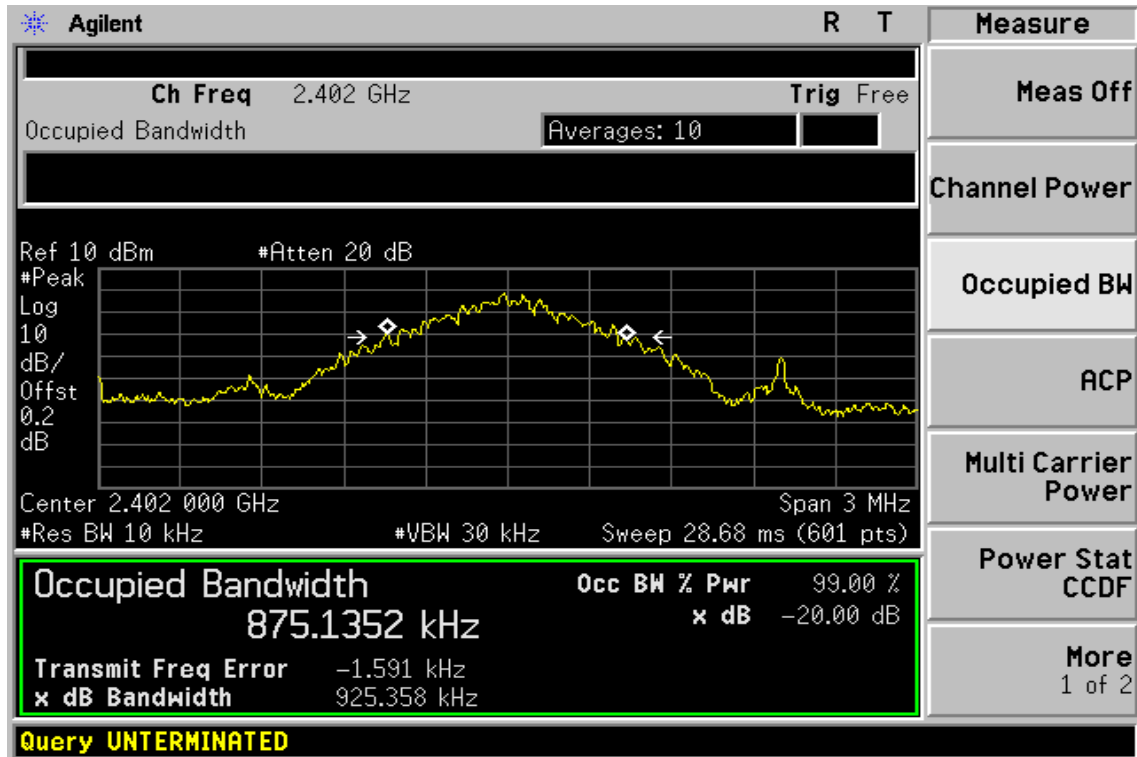 Agilent R T
Ch Freq 2.402 GHz Trig Free
Occupied Bandwidth Averages: 10
Ref 10 dBm #Atten 20 dB
#Peak
Log
10
dB/
Offst
0.2
dB
Center 2.402 000 GHz Span 3 MHz
#Res BW 10 kHz #VBW 30 kHz Sweep 28.68 ms (601 pts)
Occupied Bandwidth Occ BW % Pwr 99.00 %
875.1352 kHz x dB -20.00 dB
Transmit Freq Error -1.591 kHz
x dB Bandwidth 925.358 kHz
Query UNTERMINATED
Measure
Meas Off
Channel Power
Occupied BW
ACP
Multi Carrier
Power
Power Stat
CCDF
More
1 of 2